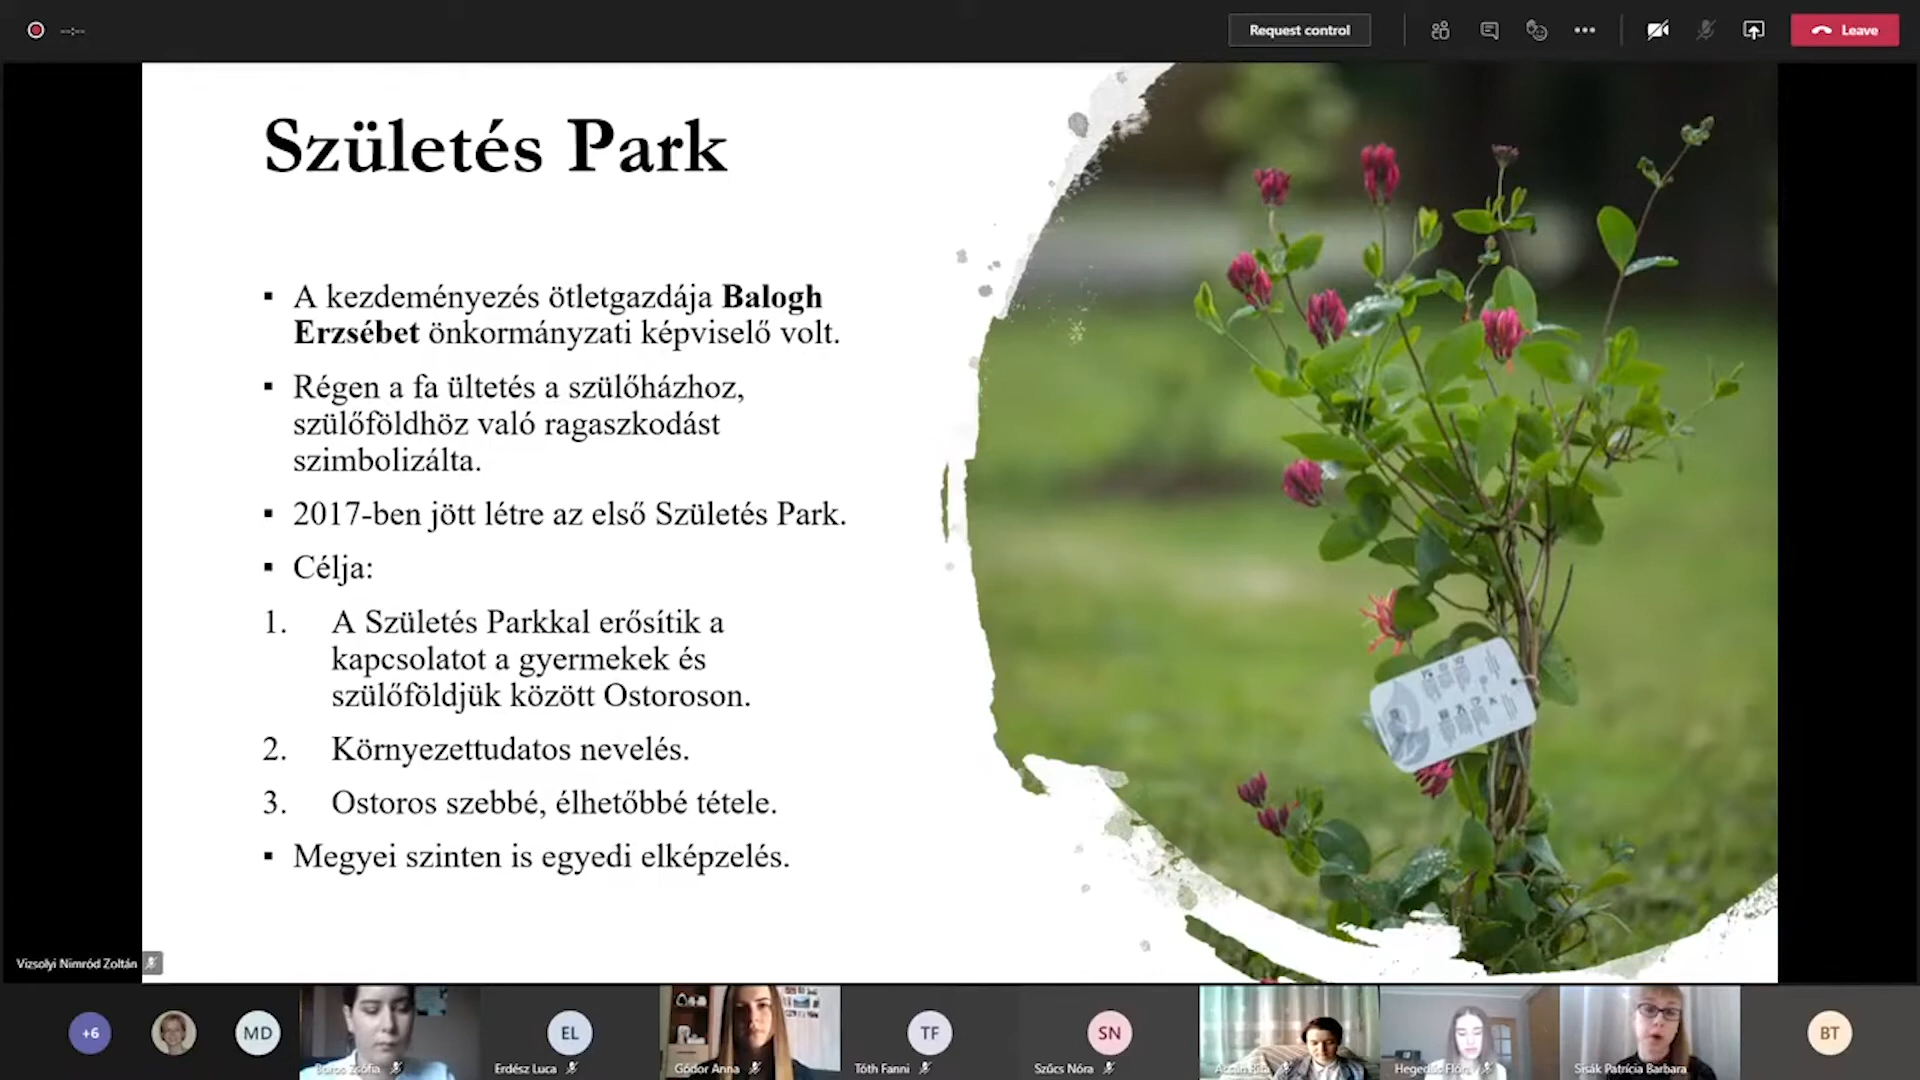 --:--
Request control
Leave
Születés Park
▪ A kezdeményezés ötletgazdája Balogh
Erzsébet önkormányzati képviselő volt.
▪ Régen a fa ültetés a szülőházhoz,
szülőföldhöz való ragaszkodást
szimbolizálta.
▪ 2017-ben jött létre az első Születés Park.
▪ Célja:
1. A Születés Parkkal erősítik a
kapcsolatot a gyermekek és
szülőföldjük között Ostoroson.
2. Környezettudatos nevelés.
3. Ostoros szebbé, élhetőbbé tétele.
▪ Megyei szinten is egyedi elképzelés.
Vizsolyi Nimród Zoltán
+6
MD
EL
TF
SN
BT
Boros Zsófia
Erdész Luca
Gődor Anna
Tóth Fanni
Szűcs Nóra
Sisák Patrícia Barbara